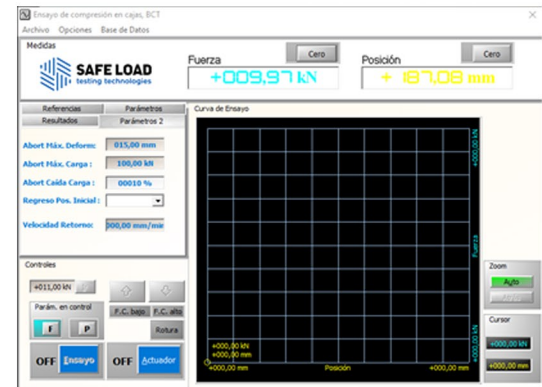 Ensayo de compresión en cajas, BCT
Archivo Opciones Base de Datos
Medidas
SAFE LOAD
testing technologies
Fuerza
Cero
+009,97 kN
Posición
Cero
+ 187,08 mm
Referencias Parámetros
Resultados Parámetros 2
Abort Máx. Deform: 015,00 mm
Abort Máx. Carga : 100,00 kN
Abort Caída Carga : 00010 %
Regreso Pos. Inicial :
Velocidad Retorno: 000,00 mm/min
Curva de Ensayo
+000,00 kN
Fuerza
+000,00 kN
+000,00 kN
+000,00 mm
+000,00 mm
Posición
+000,00 mm
Controles
+011,00 kN
Parám. en control
F P
F.C. bajo F.C. alto
Rotura
OFF Ensayo OFF Actuador
Zoom
Auto
Cursor
+000,00 kN
+000,00 mm